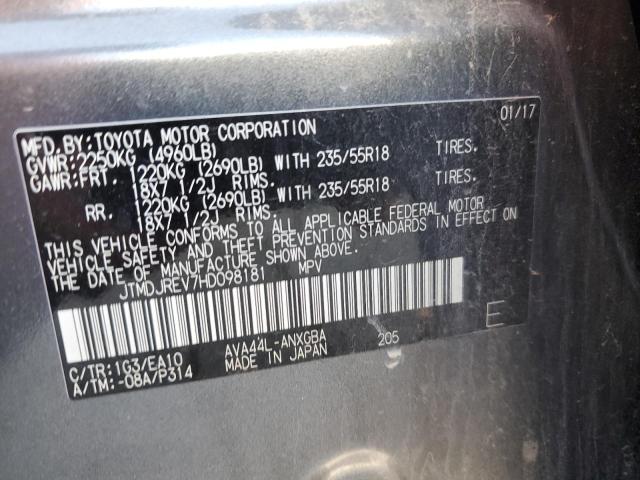 MFD.BY:TOYOTA MOTOR CORPORATION 01/17
GVWR:2250KG (4960LB)
GAWR:FRT. 1220KG (2690LB) WITH 235/55R18 TIRES.
18X7 1/2J RIMS.
RR. 1220KG (2690LB) WITH 235/55R18 TIRES.
18X7 1/2J RIMS.
THIS VEHICLE CONFORMS TO ALL APPLICABLE FEDERAL MOTOR
VEHICLE SAFETY AND THEFT PREVENTION STANDARDS IN EFFECT ON
THE DATE OF MANUFACTURE SHOWN ABOVE.
JTMDJREV7HD098181 MPV
C/TR:1G3/EA10 AVA44L-ANXGBA 205 E
A/TM:-08A/P314 MADE IN JAPAN